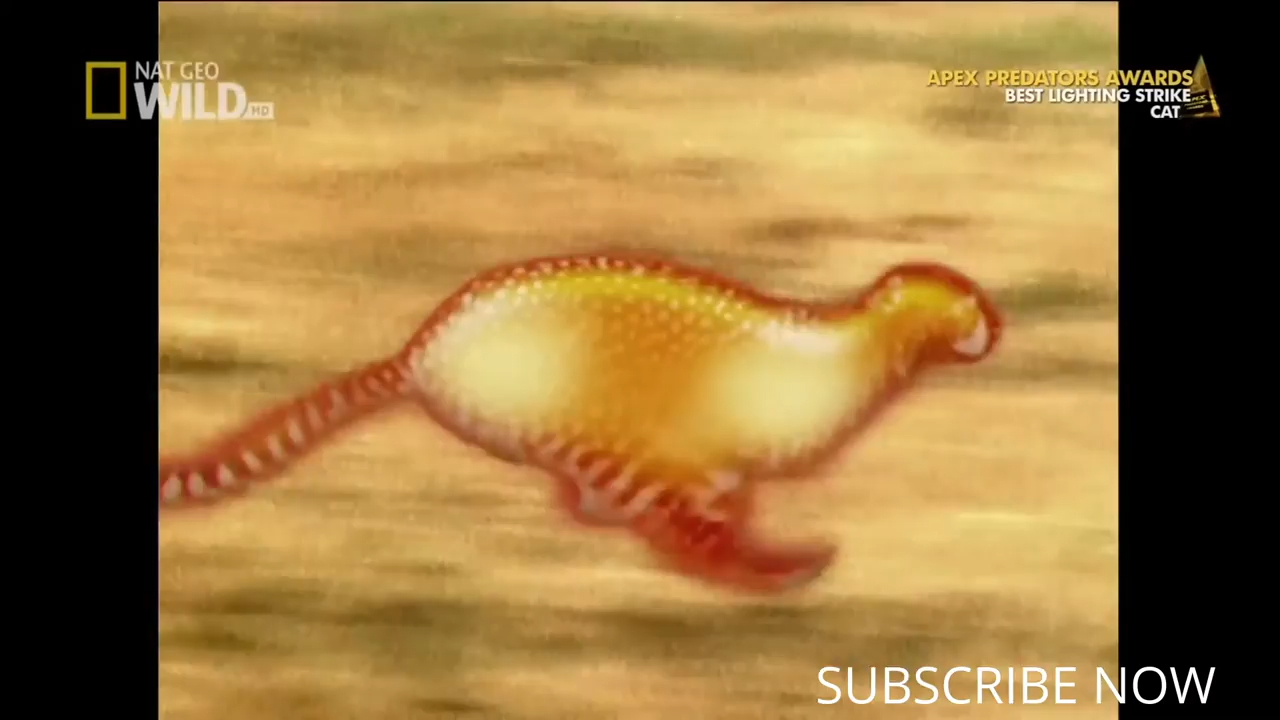 NAT GEO
WILD HD
APEX PREDATORS AWARDS
BEST LIGHTING STRIKE
CAT
SUBSCRIBE NOW